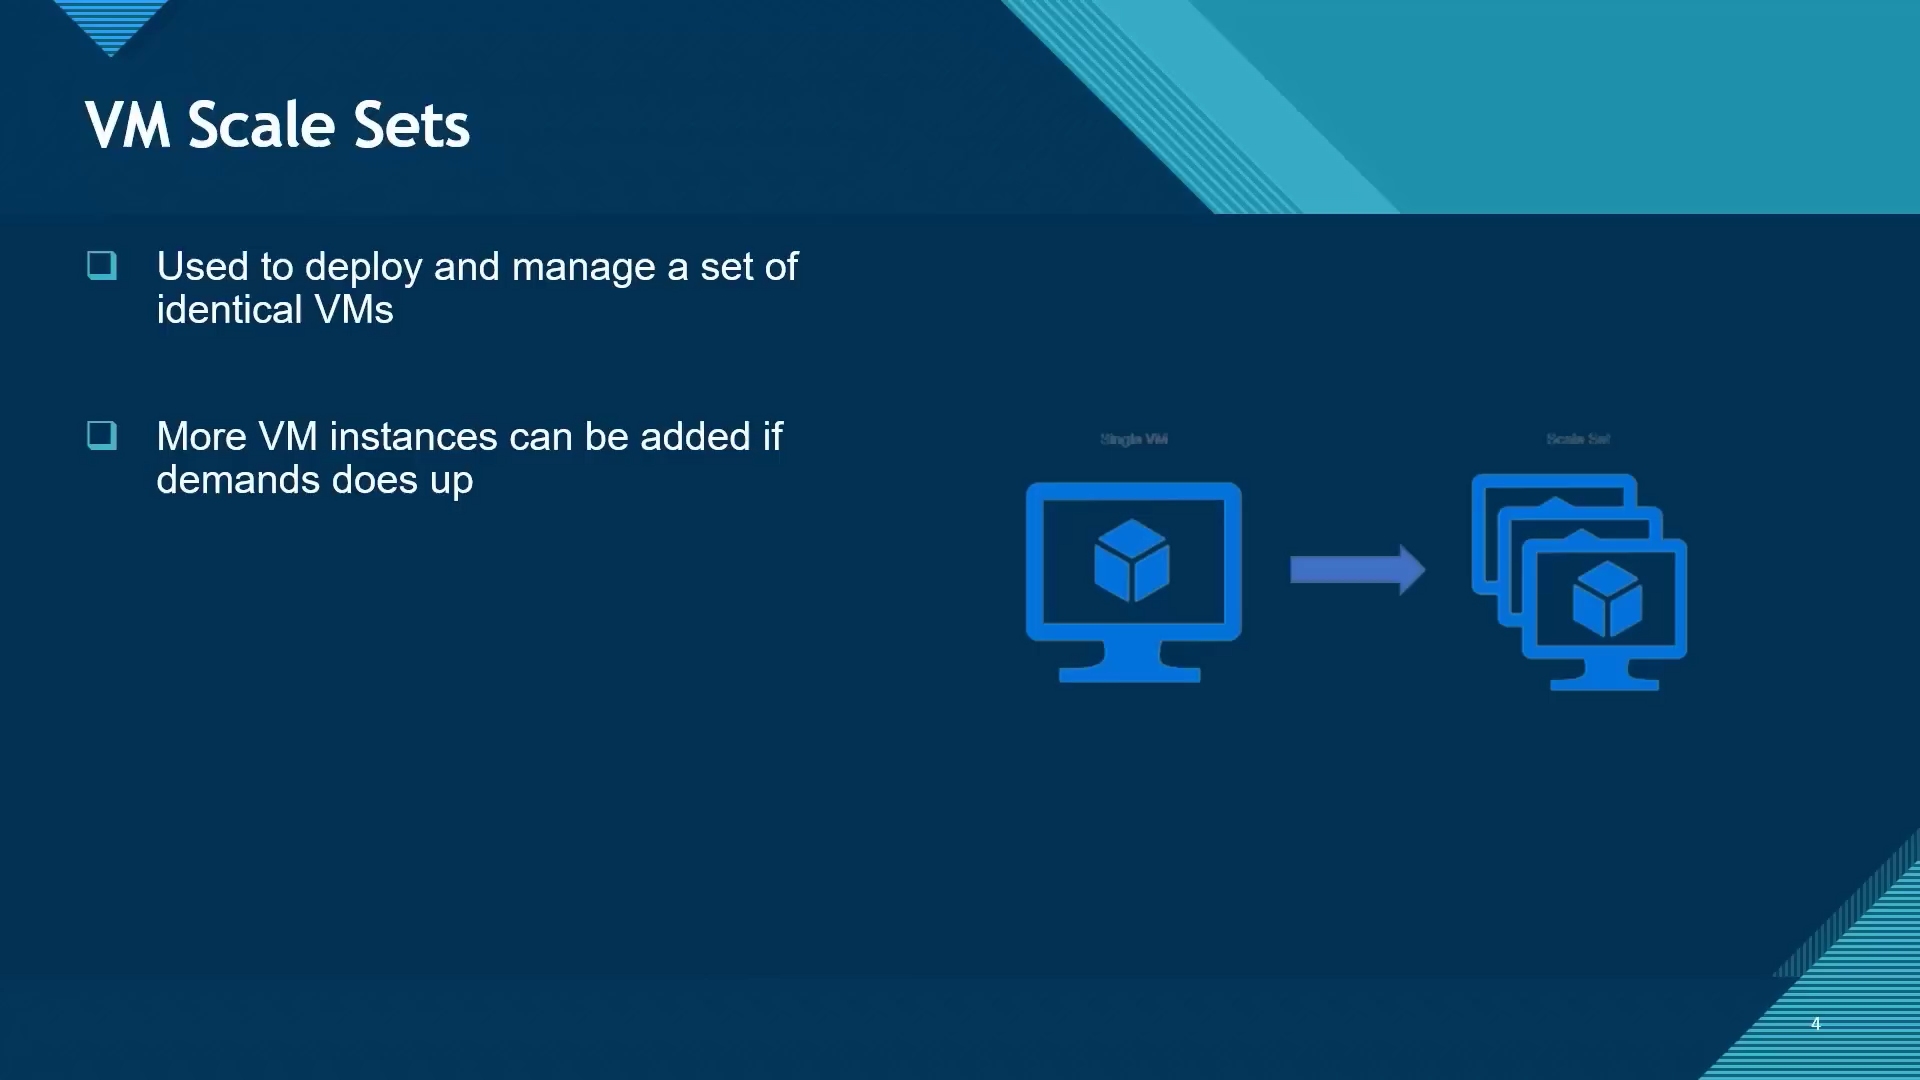 VM Scale Sets
Used to deploy and manage a set of
identical VMs
More VM instances can be added if
demands does up
Single VM
Scale Set
4